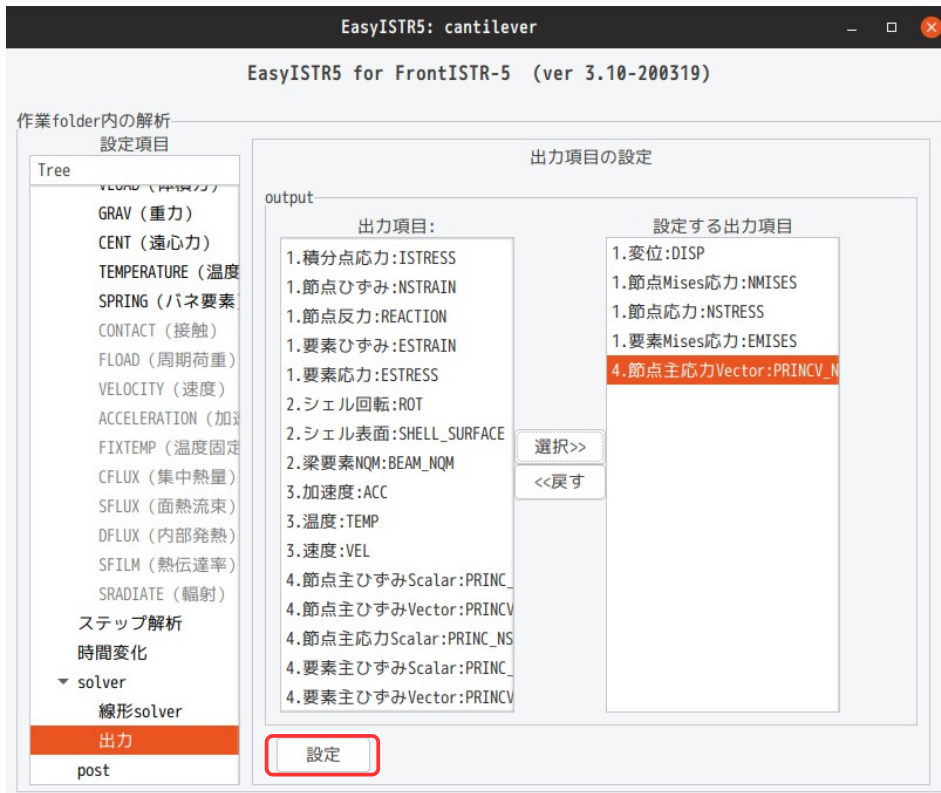 EasyISTR5: cantilever
EasyISTR5 for FrontISTR-5 (ver 3.10-200319)
作業folder内の解析
設定項目
Tree
VLOAD (体積力)
GRAV (重力)
CENT (遠心力)
TEMPERATURE (温度
SPRING (バネ要素)
CONTACT (接触)
FLOAD (周期荷重)
VELOCITY (速度)
ACCELERATION (加速
FIXTEMP (温度固定
CFLUX (集中熱量)
SFLUX (面熱流束)
DFLUX (内部発熱)
SFILM (熱伝達率)
SRADIATE (輻射)
ステップ解析
時間変化
solver
線形solver
出力
post
出力項目の設定
output
出力項目:
1.積分点応力:ISTRESS
1.節点ひずみ:NSTRAIN
1.節点反力:REACTION
1.要素ひずみ:ESTRAIN
1.要素応力:ESTRESS
2.シェル回転:ROT
2.シェル表面:SHELL_SURFACE
2.梁要素NQM:BEAM_NQM
3.加速度:ACC
3.温度:TEMP
3.速度:VEL
4.節点主ひずみScalar:PRINC_
4.節点主ひずみVector:PRINCV
4.節点主応力Scalar:PRINC_NS
4.要素主ひずみScalar:PRINC_
4.要素主ひずみVector:PRINCV
選択>>
<<戻す
設定する出力項目
1.変位:DISP
1.節点Mises応力:NMISES
1.節点応力:NSTRESS
1.要素Mises応力:EMISES
4.節点主応力Vector:PRINCV_N
設定